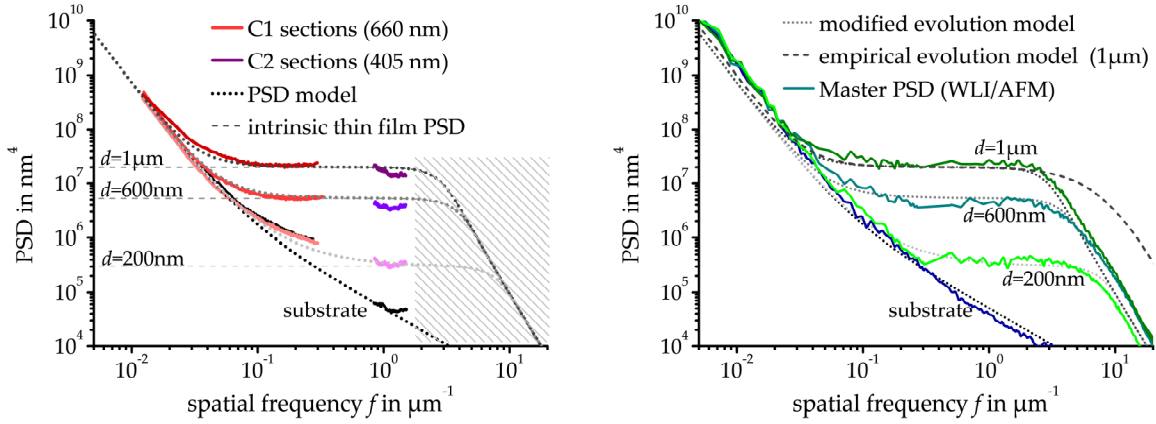 10^10
10^9
10^8
10^7
10^6
10^5
10^4
PSD in nm^4
C1 sections (660 nm)
C2 sections (405 nm)
PSD model
intrinsic thin film PSD
d=1μm
d=600nm
d=200nm
substrate
10^-2
10^-1
10^0
10^1
spatial frequency f in μm^-1
10^10
10^9
10^8
10^7
10^6
10^5
10^4
PSD in nm^4
modified evolution model
empirical evolution model (1μm)
Master PSD (WLI/AFM)
d=1μm
d=600nm
d=200nm
substrate
10^-2
10^-1
10^0
10^1
spatial frequency f in μm^-1